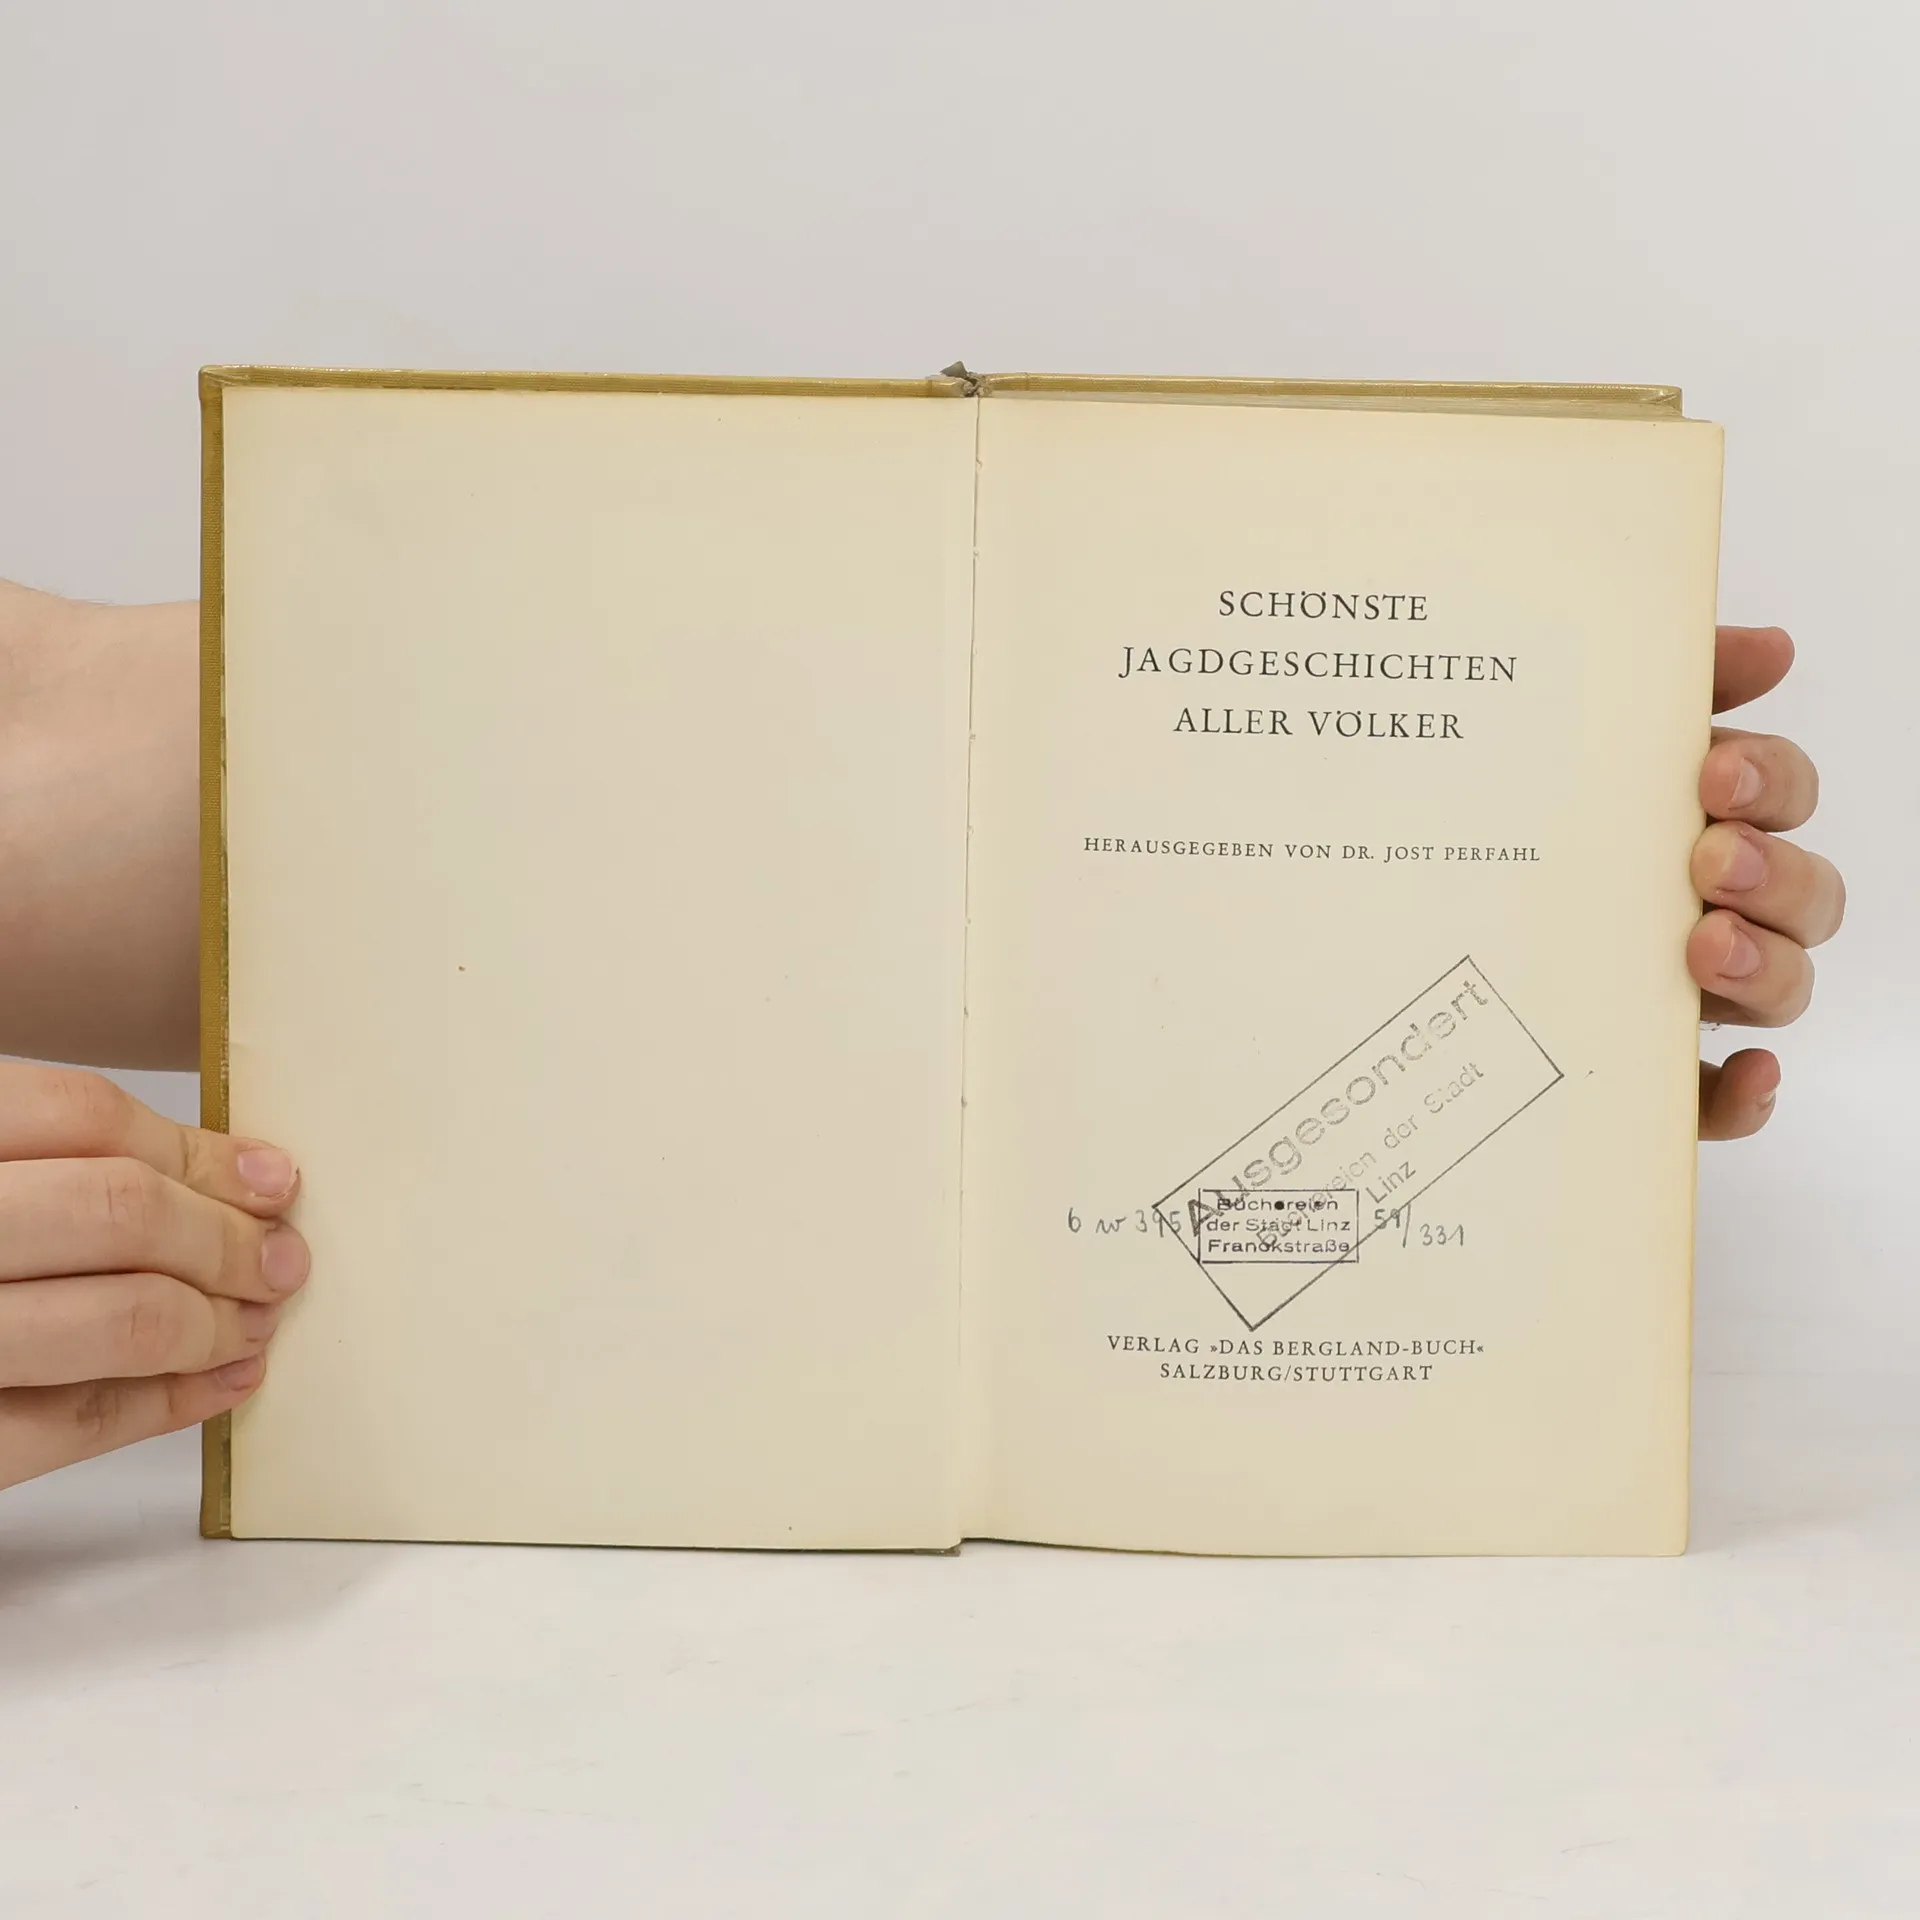 SCHÖNSTE
JAGDGESCHICHTEN
ALLER VÖLKER
HERAUSGEGEBEN VON DR. JOST PERFAHL
Ausgesondert
Büchereien der Stadt
Linz
6 w 395
Büchereien
der Stadt Linz
Franckstraße
59/331
VERLAG »DAS BERGLAND-BUCH«
SALZBURG/STUTTGART